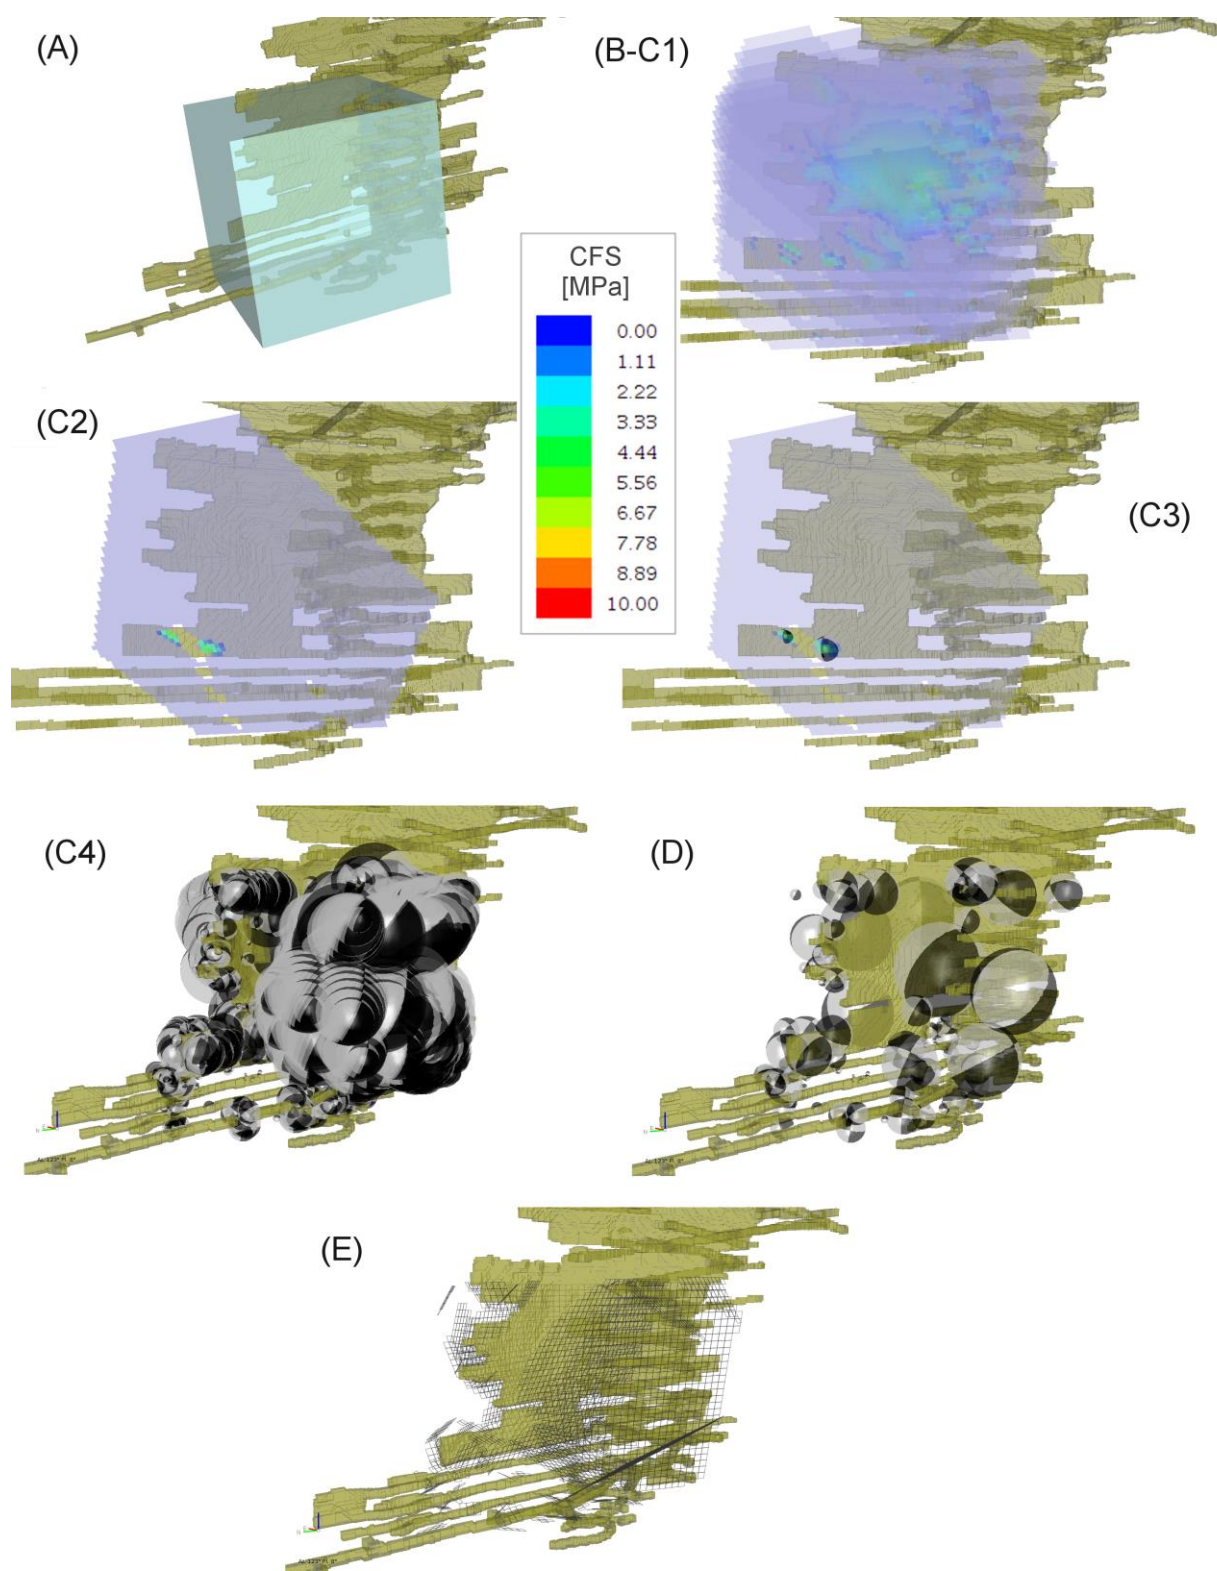 (A)
(B-C1)
CFS
[MPa]
0.00
1.11
2.22
3.33
4.44
5.56
6.67
7.78
8.89
10.00
(C2)
(C3)
(C4)
(D)
(E)